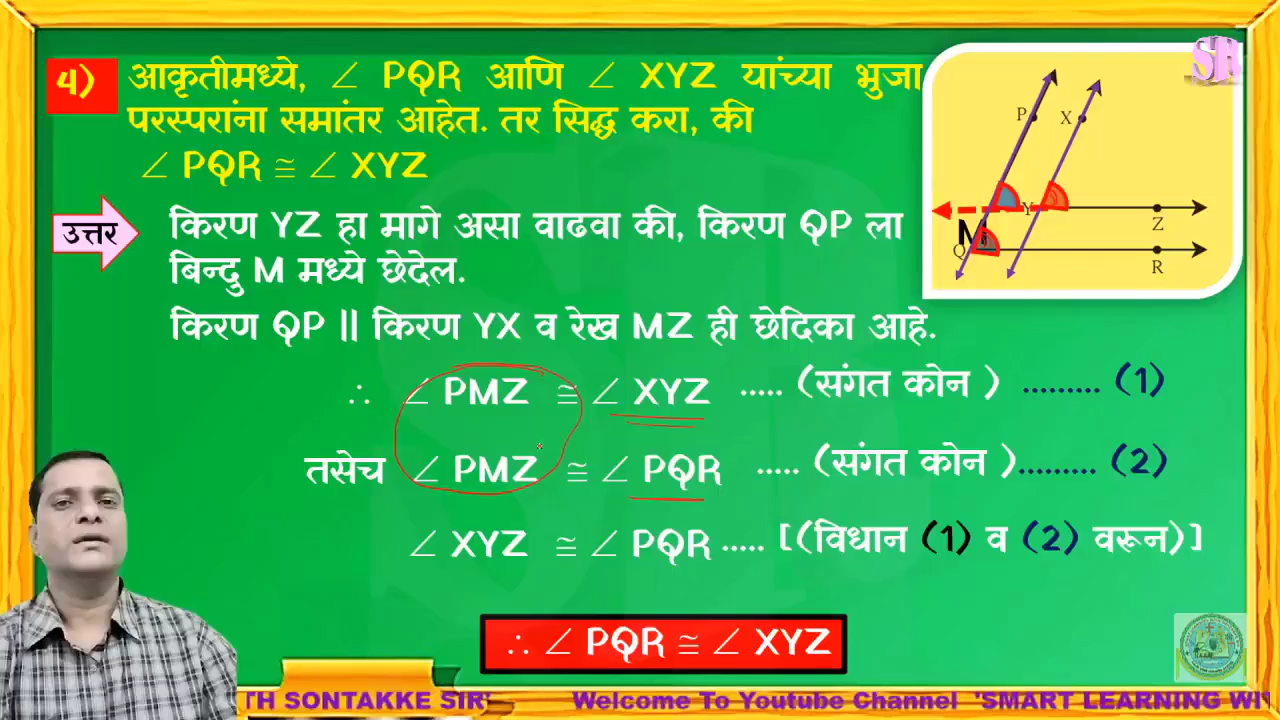 ४) आकृतीमध्ये, ∠ PQR आणि ∠ XYZ यांच्या भुजा
परस्परांना समांतर आहेत. तर सिद्ध करा, की
∠ PQR ≅ ∠ XYZ
उत्तर किरण YZ हा मागे असा वाढवा की, किरण QP ला
बिन्दु M मध्ये छेदेल.
किरण QP || किरण YX व रेख MZ ही छेदिका आहे.
∴ ∠ PMZ ≅ ∠ XYZ ..... (संगत कोन ) ......... (1)
तसेच ∠ PMZ ≅ ∠ PQR ..... (संगत कोन )......... (2)
∠ XYZ ≅ ∠ PQR ..... [(विधान (1) व (2) वरून)]
∴ ∠ PQR ≅ ∠ XYZ
SR
P X
Y
Z
M
Q
R
TH SONTAKKE SIR' Welcome To Youtube Channel 'SMART LEARNING WIT